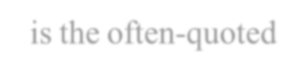 is the often-quoted